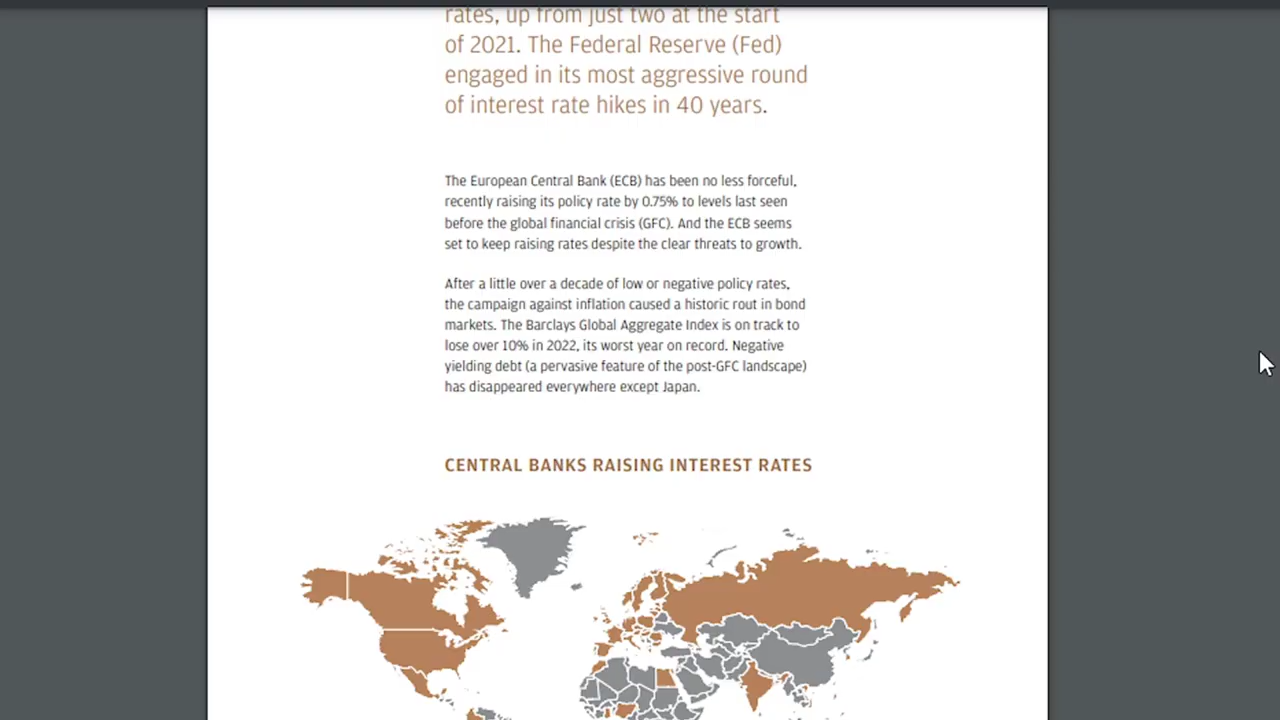 rates, up from just two at the start
of 2021. The Federal Reserve (Fed)
engaged in its most aggressive round
of interest rate hikes in 40 years.
The European Central Bank (ECB) has been no less forceful,
recently raising its policy rate by 0.75% to levels last seen
before the global financial crisis (GFC). And the ECB seems
set to keep raising rates despite the clear threats to growth.
After a little over a decade of low or negative policy rates,
the campaign against inflation caused a historic rout in bond
markets. The Barclays Global Aggregate Index is on track to
lose over 10% in 2022, its worst year on record. Negative
yielding debt (a pervasive feature of the post-GFC landscape)
has disappeared everywhere except Japan.
CENTRAL BANKS RAISING INTEREST RATES